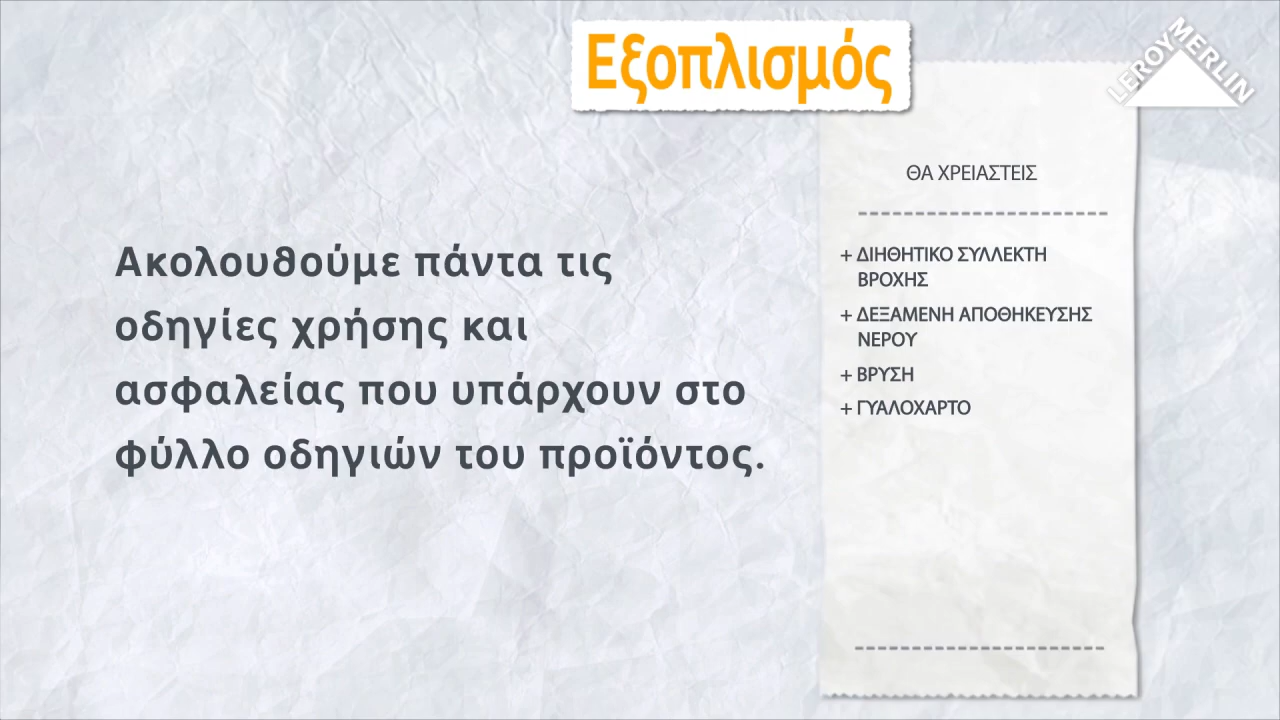 Εξοπλισμός
LEROY MERLIN
Ακολουθούμε πάντα τις
οδηγίες χρήσης και
ασφαλείας που υπάρχουν στο
φύλλο οδηγιών του προϊόντος.
ΘΑ ΧΡΕΙΑΣΤΕΙΣ
+ ΔΙΗΘΗΤΙΚΟ ΣΥΛΛΕΚΤΗ
ΒΡΟΧΗΣ
+ ΔΕΞΑΜΕΝΗ ΑΠΟΘΗΚΕΥΣΗΣ
ΝΕΡΟΥ
+ ΒΡΥΣΗ
+ ΓΥΑΛΟΧΑΡΤΟ